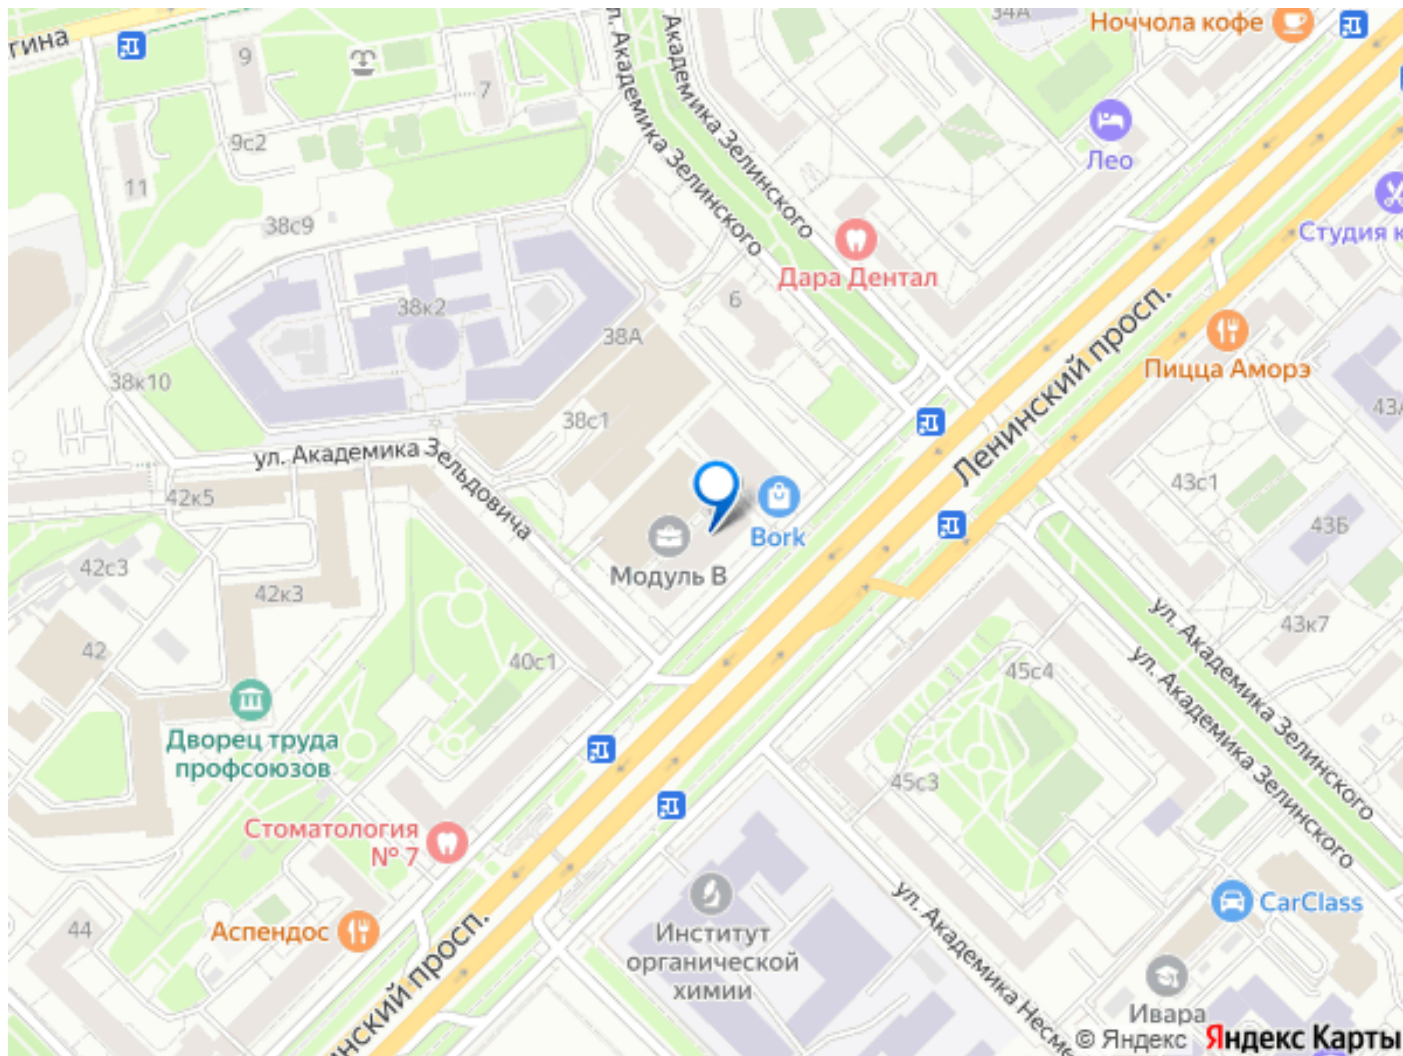 гина
9
7
9с2
11
38с9
38к2
38А
38к10
38с1
ул. Академика Зелинского
Академика Зелинского
34А
Ноччола кофе
Лео
Студия к
Дара Дентал
6
Ленинский просп.
Пицца Аморэ
43А
43с1
43Б
43к7
ул. Академика Зельдовича
42к5
42с3
42к3
42
40с1
Bork
Модуль В
Дворец труда
профсоюзов
Стоматология
№ 7
Аспендос
44
нский просп.
45с4
45с3
ул. Академика Зелинского
ул. Академика Зелинского
Институт
органической
химии
ул. Академика Несме
CarClass
Ивара
© Яндекс Яндекс Карты